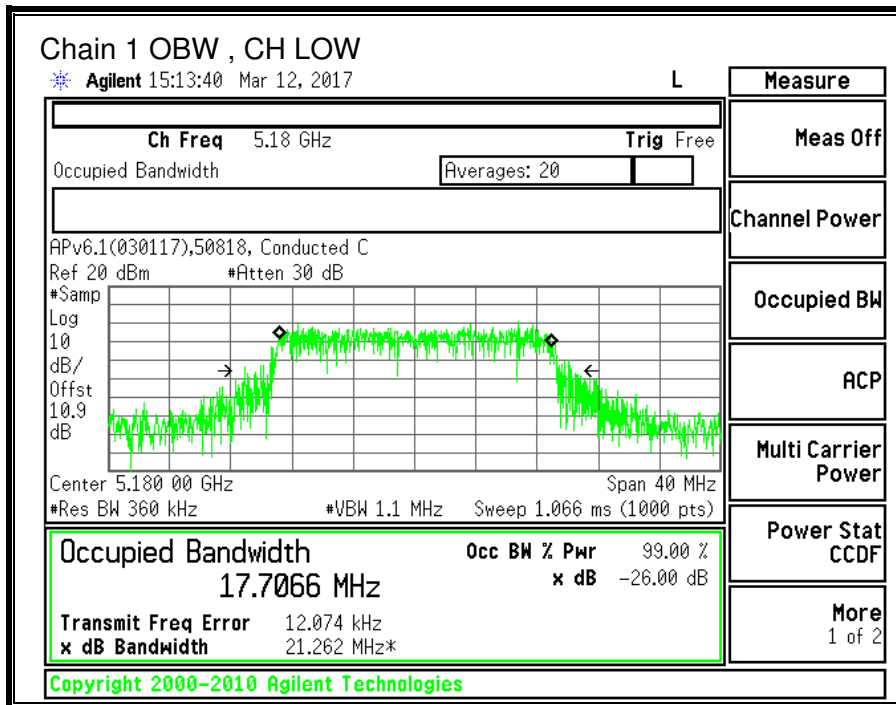 Chain 1 OBW , CH LOW
Agilent 15:13:40 Mar 12, 2017 L
Measure
Ch Freq 5.18 GHz Trig Free
Occupied Bandwidth Averages: 20
APv6.1(030117),50818, Conducted C
Ref 20 dBm #Atten 30 dB
#Samp
Log
10
dB/
Offst
10.9
dB
Center 5.180 00 GHz Span 40 MHz
#Res BW 360 kHz #VBW 1.1 MHz Sweep 1.066 ms (1000 pts)
Occupied Bandwidth
17.7066 MHz
Occ BW % Pwr 99.00 %
x dB -26.00 dB
Transmit Freq Error 12.074 kHz
x dB Bandwidth 21.262 MHz*
Copyright 2000-2010 Agilent Technologies
Meas Off
Channel Power
Occupied BW
ACP
Multi Carrier
Power
Power Stat
CCDF
More
1 of 2